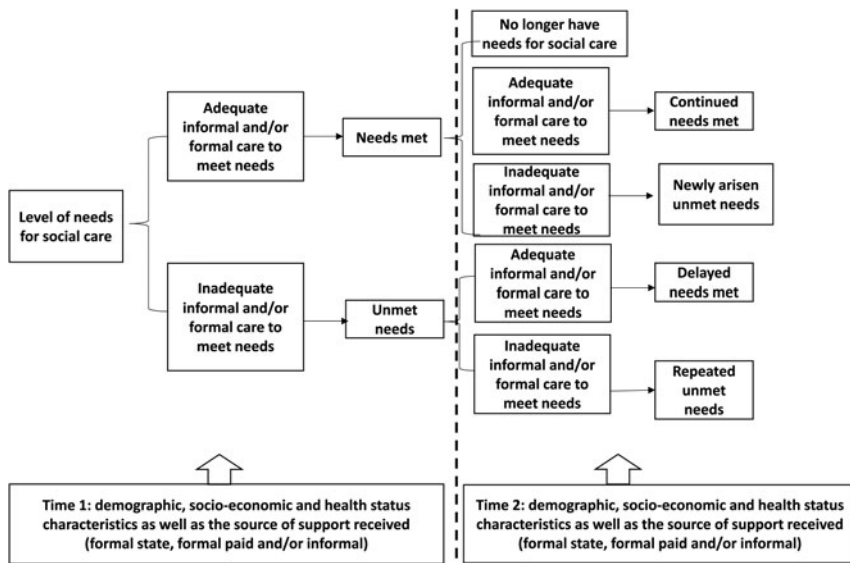 Level of needs
for social care
Adequate
informal and/or
formal care to
meet needs
Needs met
Inadequate
informal and/or
formal care to
meet needs
Unmet
needs
No longer have
needs for social care
Adequate
informal and/or
formal care to
meet needs
Continued
needs met
Inadequate
informal and/or
formal care to
meet needs
Newly arisen
unmet needs
Adequate
informal and/or
formal care to
meet needs
Delayed
needs met
Inadequate
informal and/or
formal care to
meet needs
Repeated
unmet
needs
Time 1: demographic, socio-economic and health status
characteristics as well as the source of support received
(formal state, formal paid and/or informal)
Time 2: demographic, socio-economic and health status
characteristics as well as the source of support received
(formal state, formal paid and/or informal)